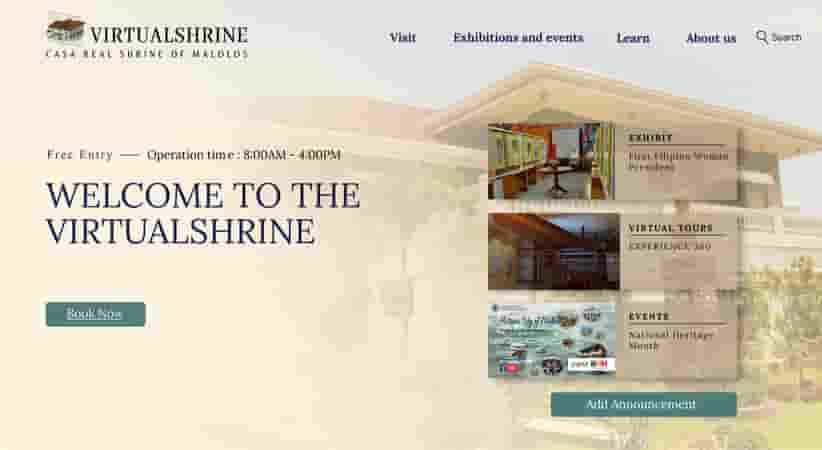 VIRTUALSHRINE
CASA REAL SHRINE OF MALOLOS
Visit
Exhibitions and events
Learn
About us
Search
Free Entry — Operation time : 8:00AM - 4:00PM
WELCOME TO THE
VIRTUALSHRINE
Book Now
EXHIBIT
First Filipino Woman
President
VIRTUAL TOURS
EXPERIENCE 360
EVENTS
National Heritage
Month
Add Announcement